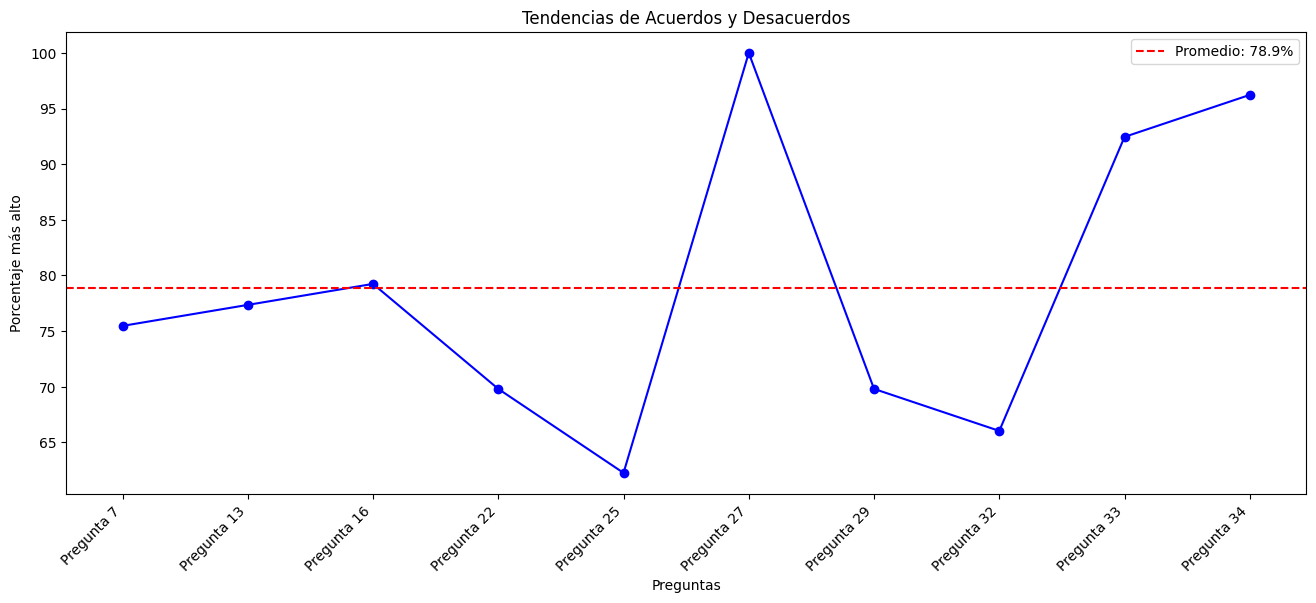 Tendencias de Acuerdos y Desacuerdos
Promedio: 78.9%
Porcentaje más alto
100
95
90
85
80
75
70
65
Pregunta 7
Pregunta 13
Pregunta 16
Pregunta 22
Pregunta 25
Pregunta 27
Pregunta 29
Pregunta 32
Pregunta 33
Pregunta 34
Preguntas